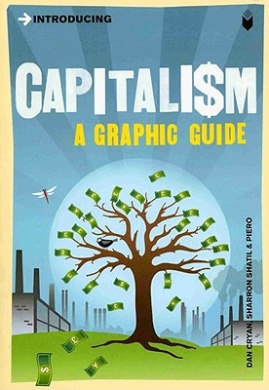 INTRODUCING
CAPITALI$M
A GRAPHIC GUIDE
DAN CRYAN, SHARRON SHATIL & PIERO
$
£
¥